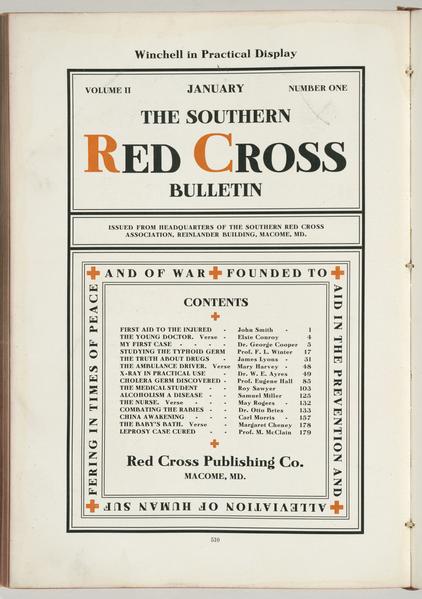 Winchell in Practical Display
VOLUME II JANUARY NUMBER ONE
THE SOUTHERN
RED CROSS
BULLETIN
ISSUED FROM HEADQUARTERS OF THE SOUTHERN RED CROSS
ASSOCIATION, REINLANDER BUILDING, MACOME, MD.
AND OF WAR FOUNDED TO
AID IN THE PREVENTION AND
ALLEVIATION OF HUMAN SUF
FERING IN TIMES OF PEACE
CONTENTS
FIRST AID TO THE INJURED - John Smith - 1
THE YOUNG DOCTOR. Verse - Elsie Conroy 4
MY FIRST CASE - - - - Dr. George Cooper 5
STUDYING THE TYPHOID GERM Prof. F. L. Winter 17
THE TRUTH ABOUT DRUGS - James Lyons - 31
THE AMBULANCE DRIVER. Verse Mary Harvey - 48
X-RAY IN PRACTICAL USE - - Dr. W. E. Ayres 49
CHOLERA GERM DISCOVERED - Prof. Eugene Hall 85
THE MEDICAL STUDENT - - Roy Sawyer 103
ALCOHOLISM A DISEASE - - Samuel Miller 125
THE NURSE. Verse - - May Rogers - 132
COMBATING THE RABIES - - Dr. Otto Bries 133
CHINA AWAKENING - - Carl Morris - 157
THE BABY'S BATH. Verse - Margaret Cheney 178
LEPROSY CASE CURED - - Prof. M. McClain 179
Red Cross Publishing Co.
MACOME, MD.
510